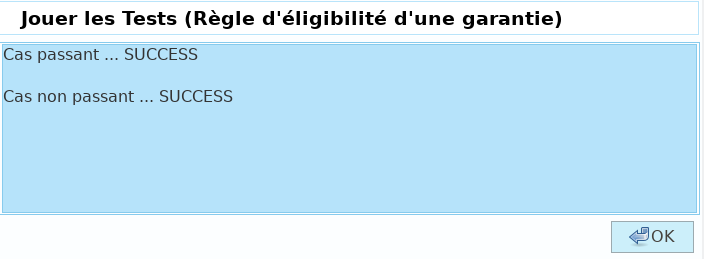 Jouer les Tests (Règle d'éligibilité d'une garantie)
Cas passant ... SUCCESS
Cas non passant ... SUCCESS
OK